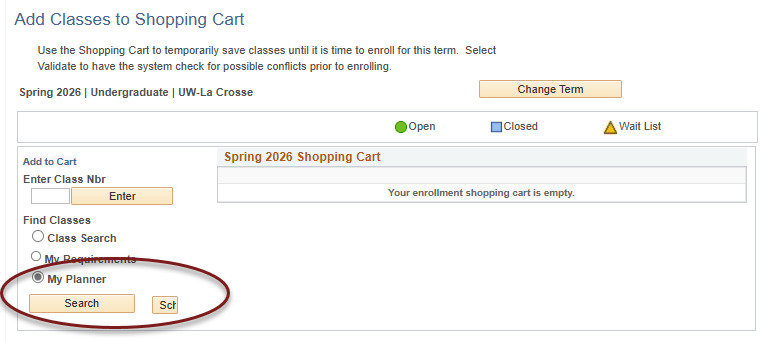 Add Classes to Shopping Cart
Use the Shopping Cart to temporarily save classes until it is time to enroll for this term. Select
Validate to have the system check for possible conflicts prior to enrolling.
Spring 2026 | Undergraduate | UW-La Crosse
Change Term
Open
Closed
Wait List
Add to Cart
Enter Class Nbr
Enter
Find Classes
Class Search
My Requirements
My Planner
Search
Sch
Spring 2026 Shopping Cart
Your enrollment shopping cart is empty.